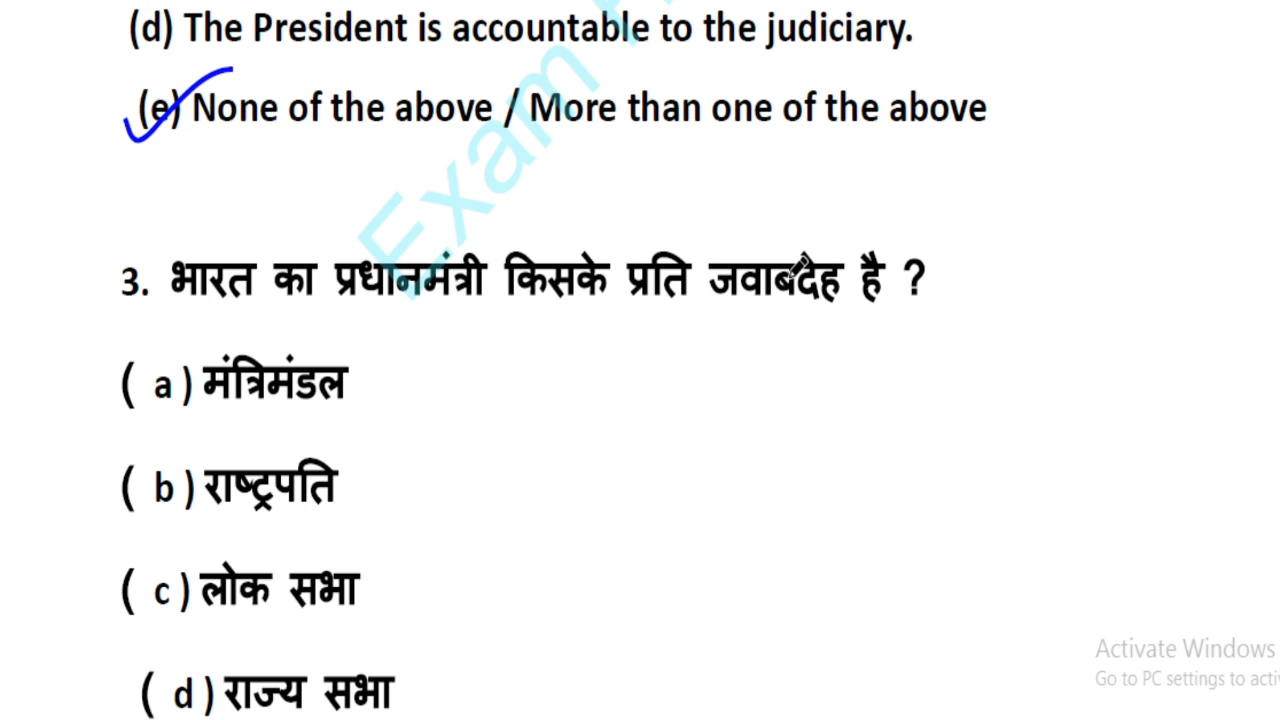 (d) The President is accountable to the judiciary.
(e) None of the above / More than one of the above
Exam
3. भारत का प्रधानमंत्री किसके प्रति जवाबदेह है ?
( a ) मंत्रिमंडल
( b ) राष्ट्रपति
( c ) लोक सभा
( d ) राज्य सभा
Activate Windows
Go to PC settings to